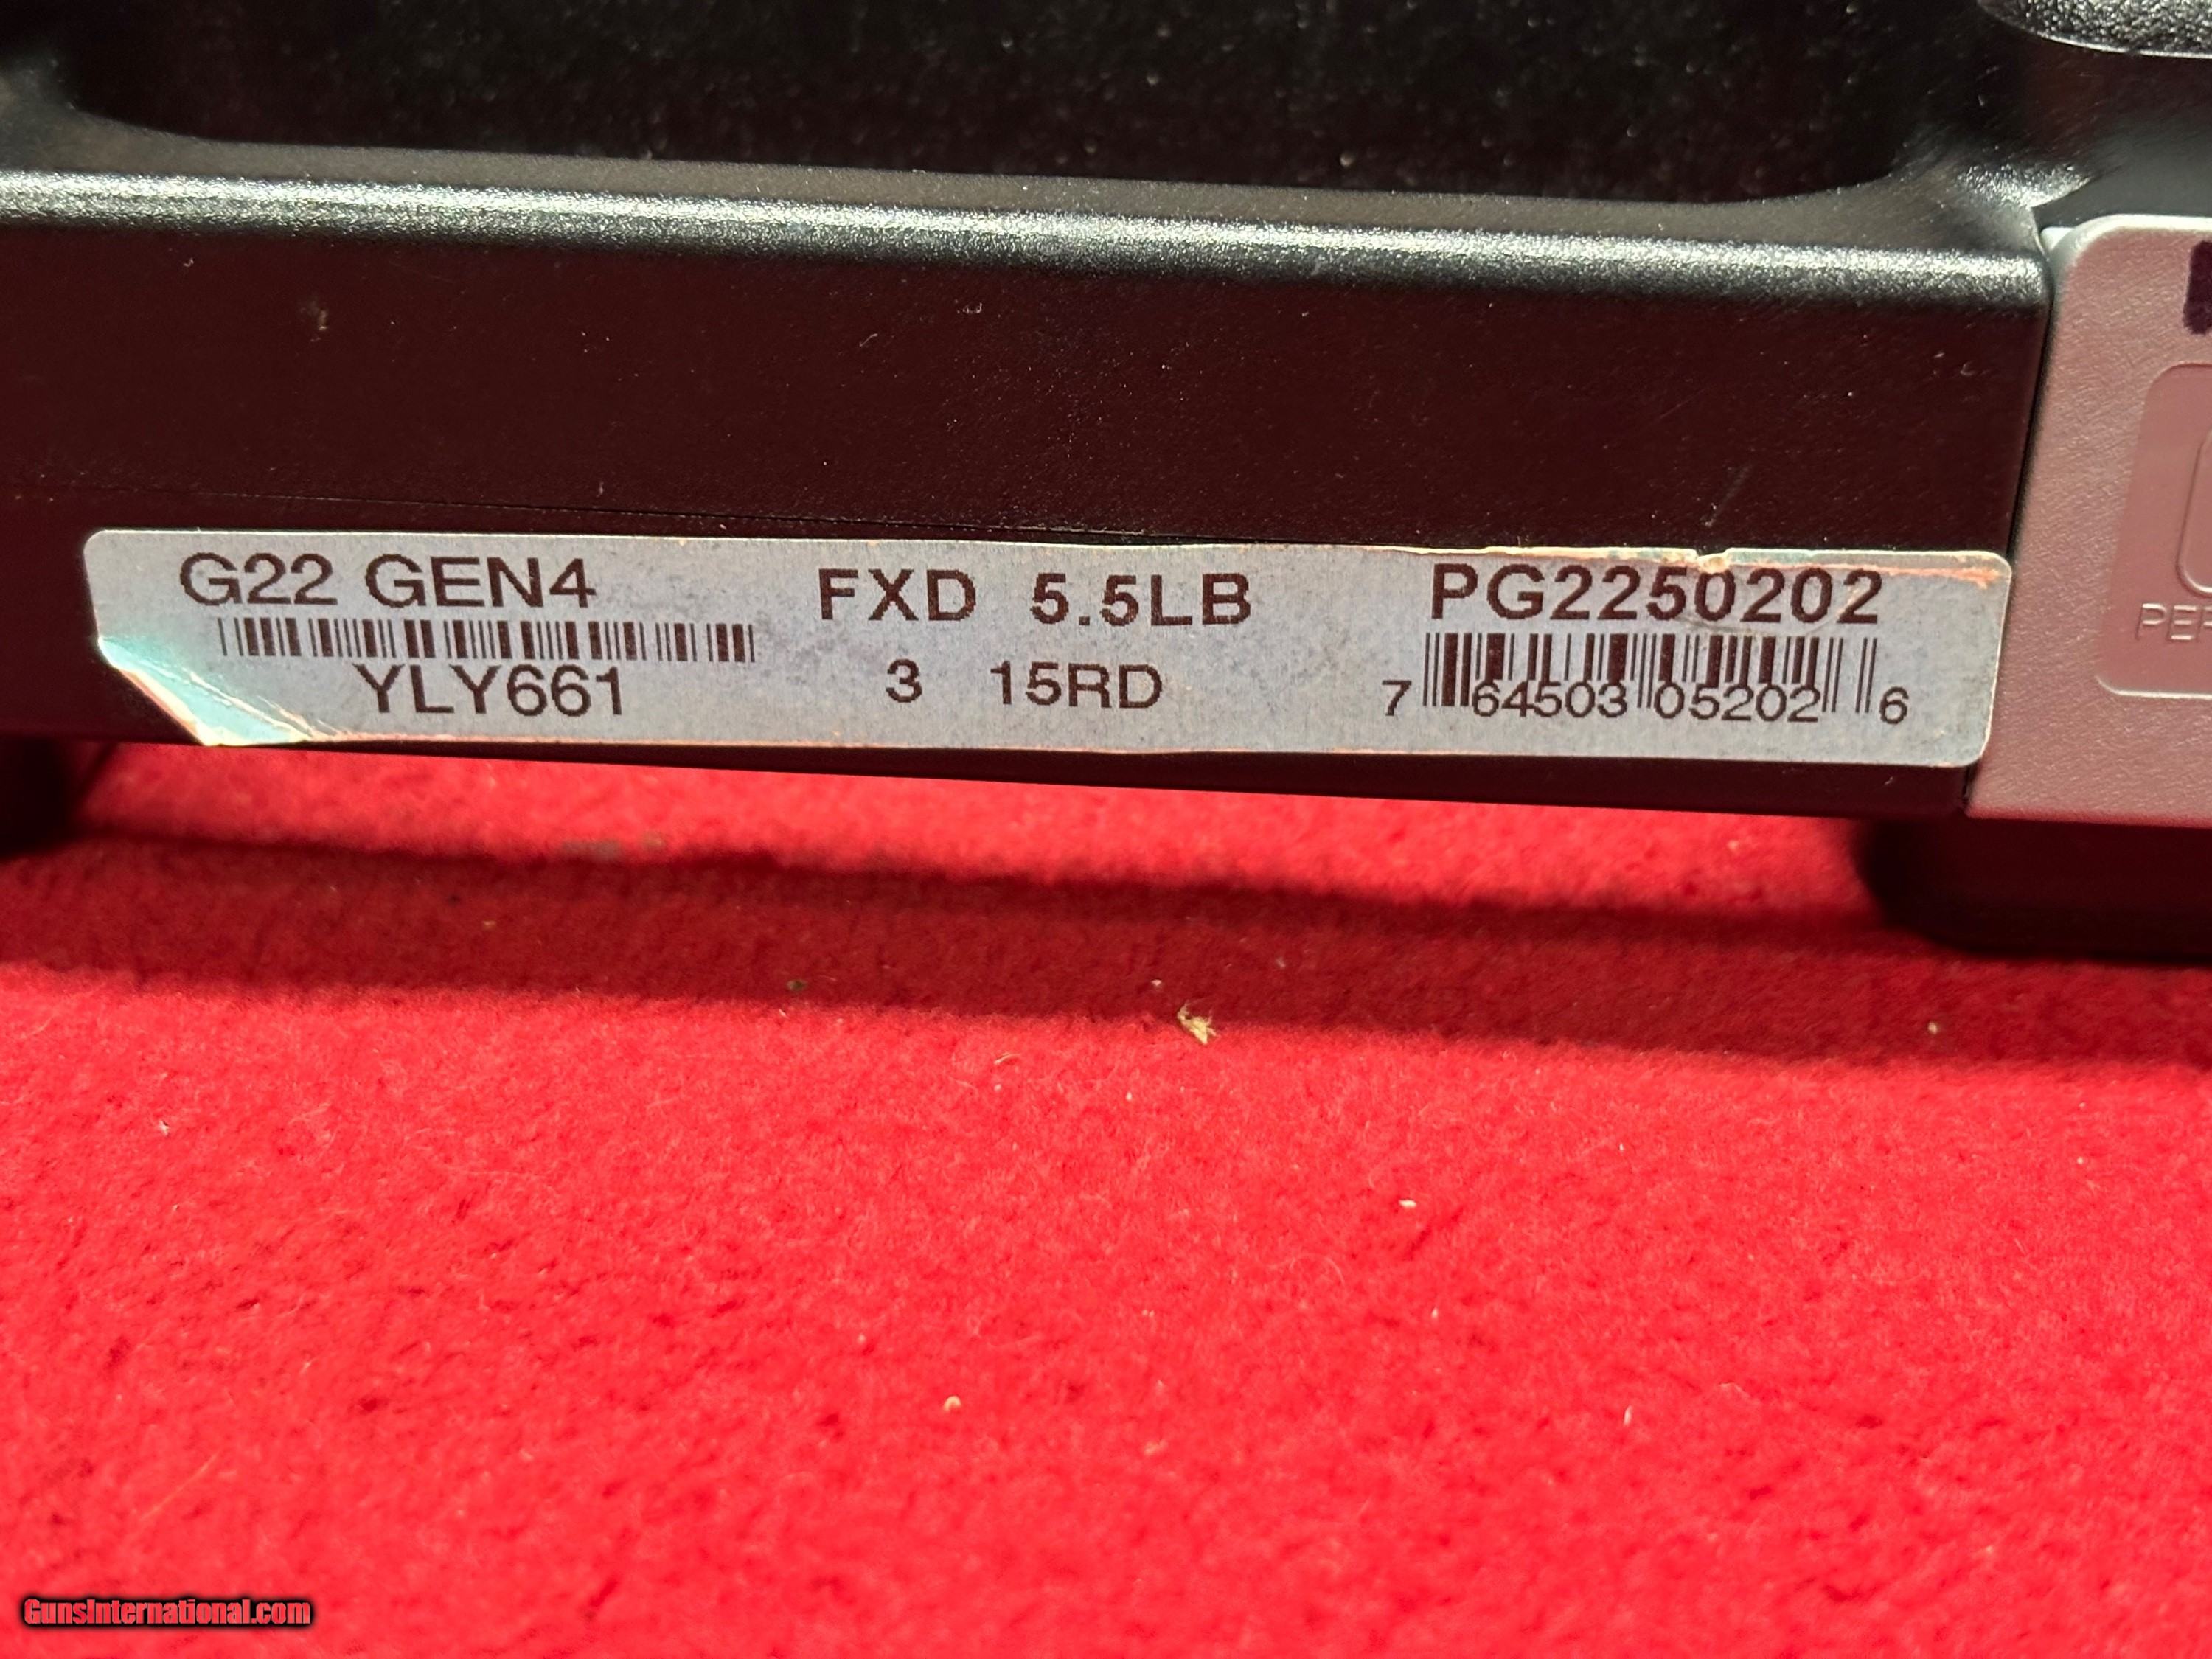 G22 GEN4 FXD 5.5LB PG2250202
YLY661 3 15RD 7 64503 05202 6
GunsInternational.com